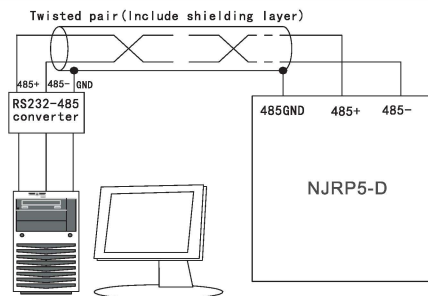 Twisted pair(Include shielding layer)
485+ 485- GND
RS232-485
converter
485GND 485+ 485-
NJRP5-D